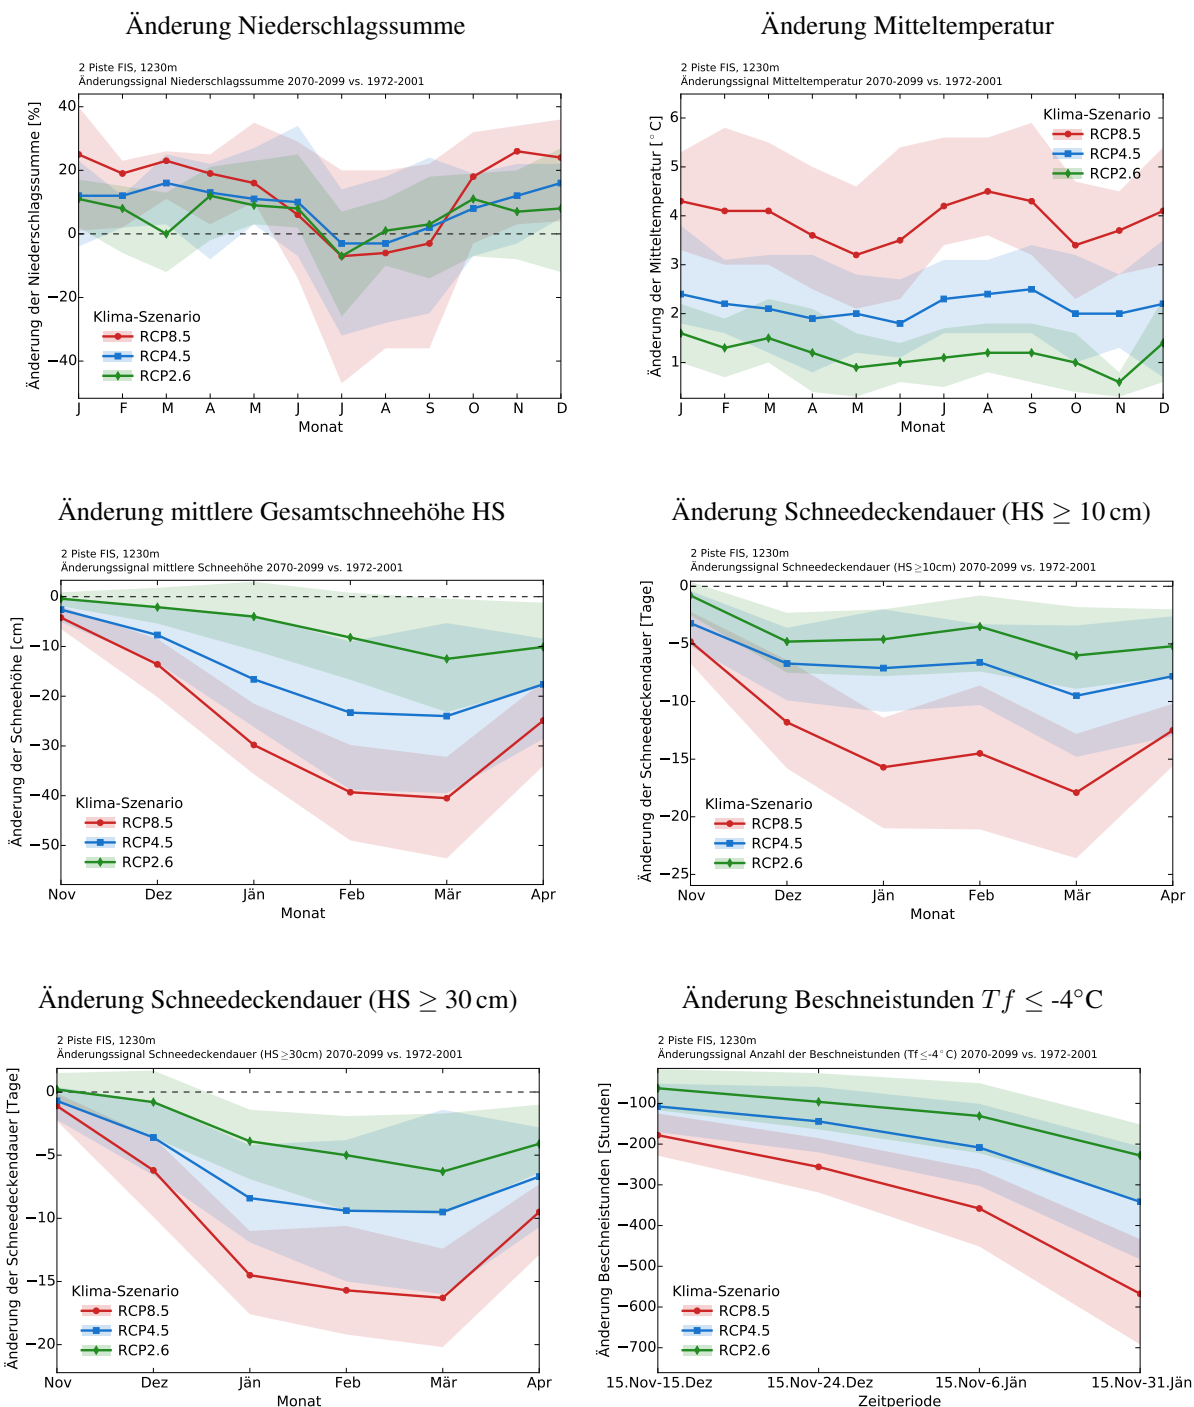 Änderung Niederschlagssumme
2 Piste FIS, 1230m
Änderungssignal Niederschlagssumme 2070-2099 vs. 1972-2001
Änderung der Niederschlagssumme [%]
40
20
0
−20
−40
Klima-Szenario
RCP8.5
RCP4.5
RCP2.6
J F M A M J J A S O N D
Monat
Änderung Mitteltemperatur
2 Piste FIS, 1230m
Änderungssignal Mitteltemperatur 2070-2099 vs. 1972-2001
Änderung der Mitteltemperatur [°C]
6
5
4
3
2
1
Klima-Szenario
RCP8.5
RCP4.5
RCP2.6
J F M A M J J A S O N D
Monat
Änderung mittlere Gesamtschneehöhe HS
2 Piste FIS, 1230m
Änderungssignal mittlere Schneehöhe 2070-2099 vs. 1972-2001
Änderung der Schneehöhe [cm]
0
−10
−20
−30
−40
−50
Klima-Szenario
RCP8.5
RCP4.5
RCP2.6
Nov Dez Jän Feb Mär Apr
Monat
Änderung Schneedeckendauer (HS ≥ 10 cm)
2 Piste FIS, 1230m
Änderungssignal Schneedeckendauer (HS ≥10cm) 2070-2099 vs. 1972-2001
Änderung der Schneedeckendauer [Tage]
0
−5
−10
−15
−20
−25
Klima-Szenario
RCP8.5
RCP4.5
RCP2.6
Nov Dez Jän Feb Mär Apr
Monat
Änderung Schneedeckendauer (HS ≥ 30 cm)
2 Piste FIS, 1230m
Änderungssignal Schneedeckendauer (HS ≥30cm) 2070-2099 vs. 1972-2001
Änderung der Schneedeckendauer [Tage]
0
−5
−10
−15
−20
Klima-Szenario
RCP8.5
RCP4.5
RCP2.6
Nov Dez Jän Feb Mär Apr
Monat
Änderung Beschneistunden Tf ≤ -4°C
2 Piste FIS, 1230m
Änderungssignal Anzahl der Beschneistunden (Tf ≤-4°C) 2070-2099 vs. 1972-2001
Änderung Beschneistunden [Stunden]
−100
−200
−300
−400
−500
−600
−700
Klima-Szenario
RCP8.5
RCP4.5
RCP2.6
15.Nov-15.Dez 15.Nov-24.Dez 15.Nov-6.Jän 15.Nov-31.Jän
Zeitperiode